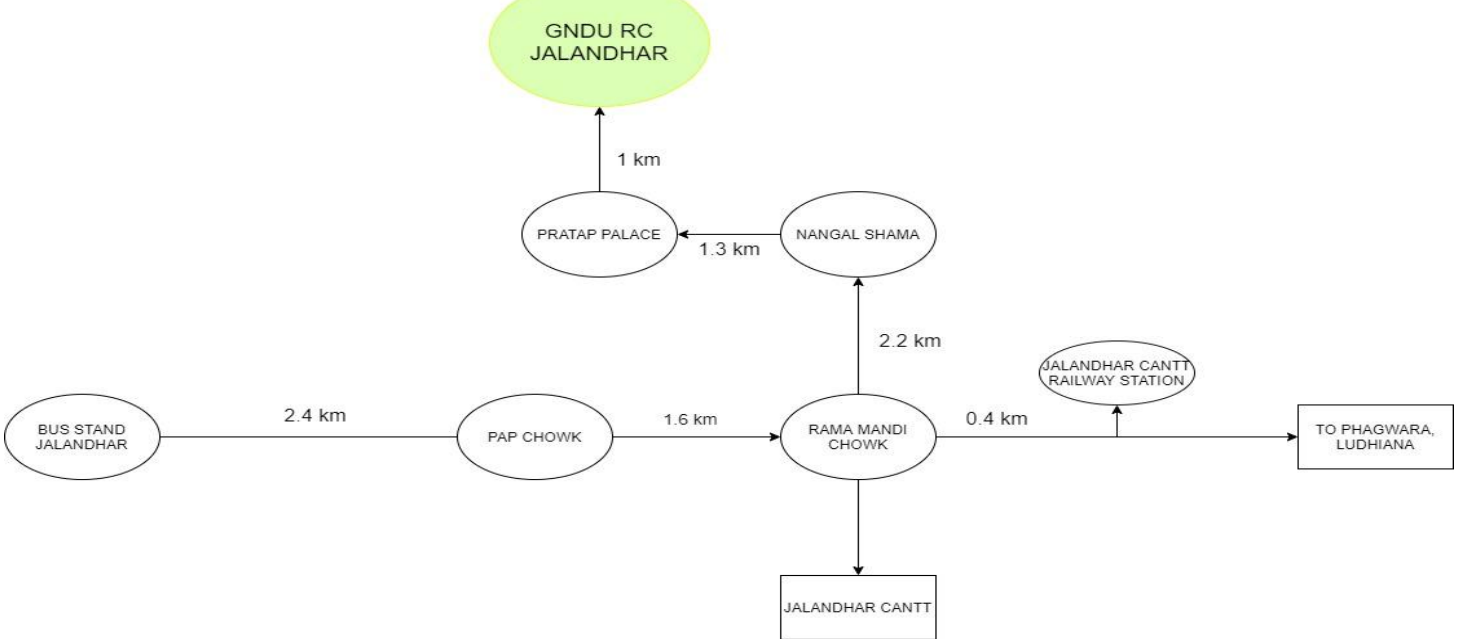 GNDU RC
JALANDHAR
1 km
PRATAP PALACE
1.3 km
NANGAL SHAMA
2.2 km
JALANDHAR CANTT
RAILWAY STATION
BUS STAND
JALANDHAR
2.4 km
PAP CHOWK
1.6 km
RAMA MANDI
CHOWK
0.4 km
TO PHAGWARA,
LUDHIANA
JALANDHAR CANTT